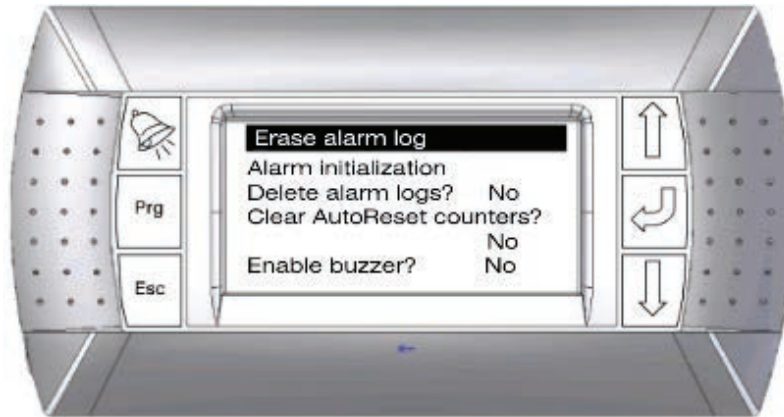 Erase alarm log
Alarm initialization
Prg
Delete alarm logs? No
Clear AutoReset counters?
No
Esc
Enable buzzer? No